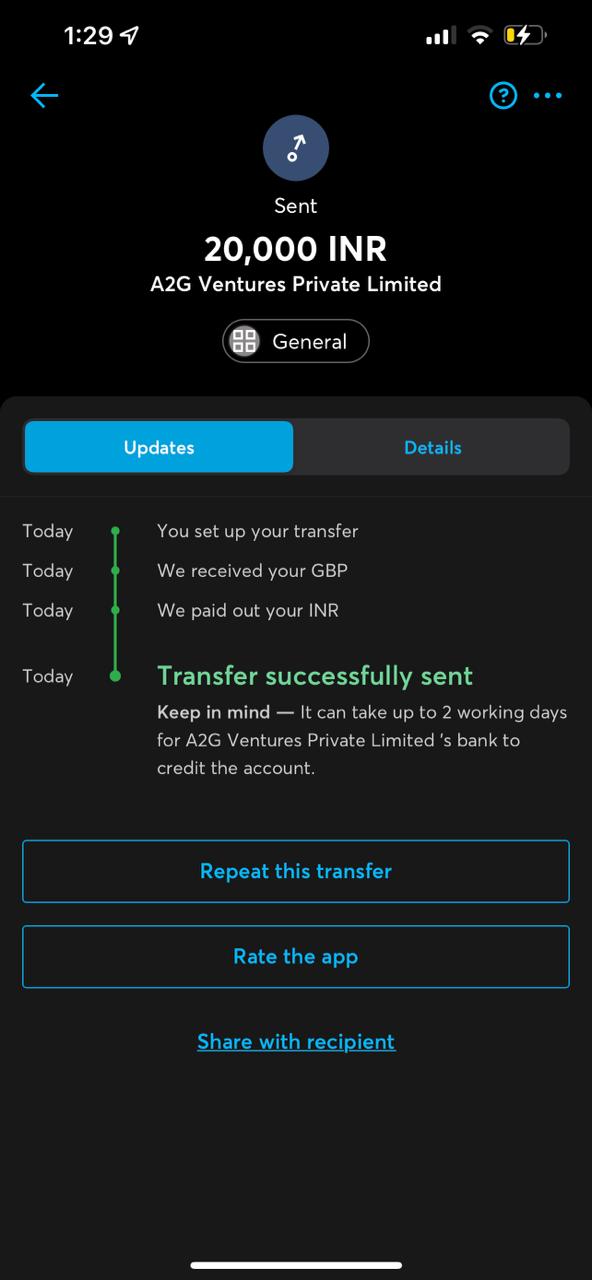 1:29
Sent
20,000 INR
A2G Ventures Private Limited
General
Updates
Details
Today
You set up your transfer
Today
We received your GBP
Today
We paid out your INR
Today
Transfer successfully sent
Keep in mind — It can take up to 2 working days
for A2G Ventures Private Limited 's bank to
credit the account.
Repeat this transfer
Rate the app
Share with recipient